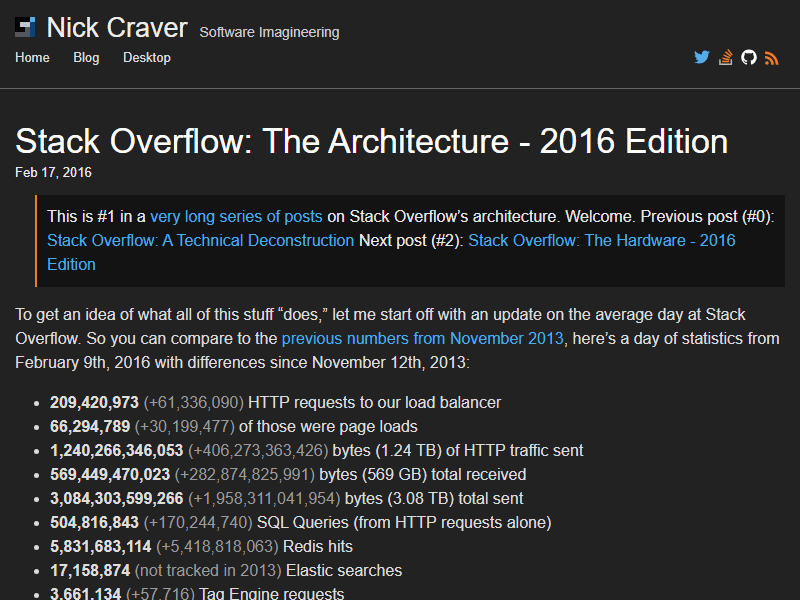 Nick Craver Software Imagineering
Home Blog Desktop
Stack Overflow: The Architecture - 2016 Edition
Feb 17, 2016
This is #1 in a very long series of posts on Stack Overflow’s architecture. Welcome. Previous post (#0):
Stack Overflow: A Technical Deconstruction Next post (#2): Stack Overflow: The Hardware - 2016
Edition
To get an idea of what all of this stuff “does,” let me start off with an update on the average day at Stack
Overflow. So you can compare to the previous numbers from November 2013, here’s a day of statistics from
February 9th, 2016 with differences since November 12th, 2013:
• 209,420,973 (+61,336,090) HTTP requests to our load balancer
• 66,294,789 (+30,199,477) of those were page loads
• 1,240,266,346,053 (+406,273,363,426) bytes (1.24 TB) of HTTP traffic sent
• 569,449,470,023 (+282,874,825,991) bytes (569 GB) total received
• 3,084,303,599,266 (+1,958,311,041,954) bytes (3.08 TB) total sent
• 504,816,843 (+170,244,740) SQL Queries (from HTTP requests alone)
• 5,831,683,114 (+5,418,818,063) Redis hits
• 17,158,874 (not tracked in 2013) Elastic searches
• 3,661,134 (+57,716) Tag Engine requests